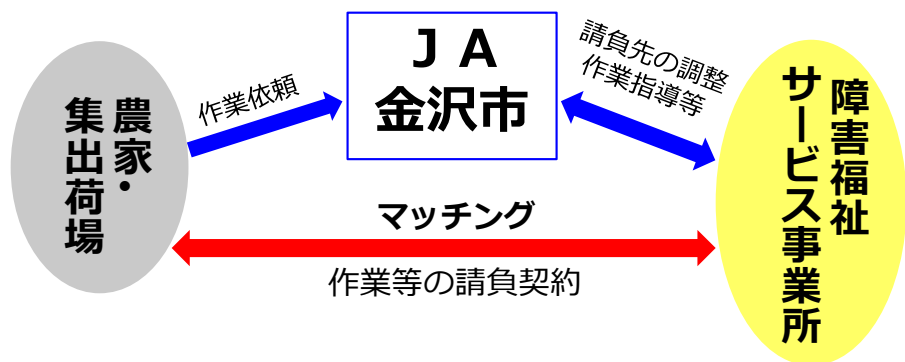 農家・
集出荷場
作業依頼
ＪＡ
金沢市
請負先の調整
作業指導等
障害福祉
サービス事業所
マッチング
作業等の請負契約